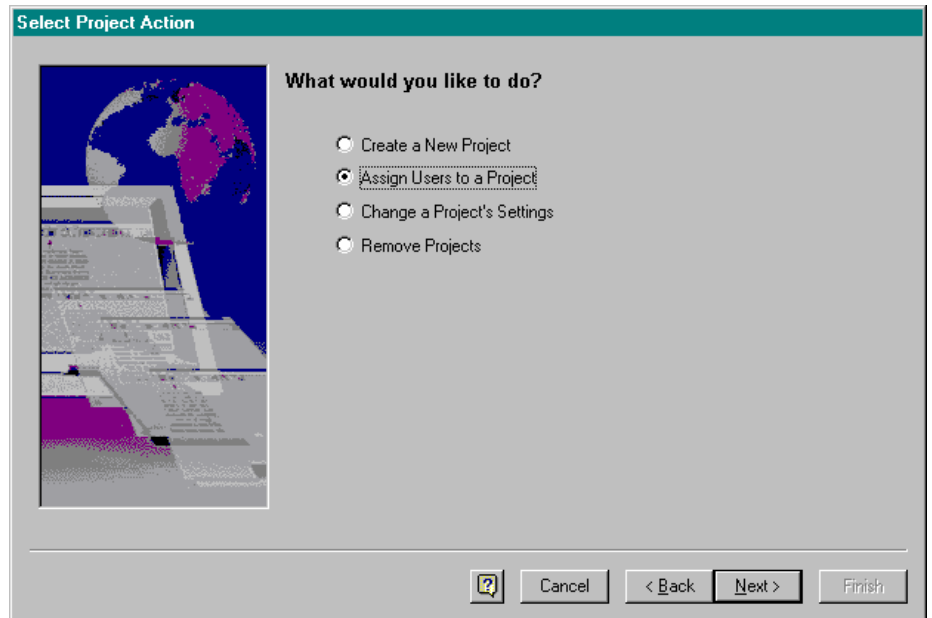 Select Project Action
What would you like to do?
Create a New Project
Assign Users to a Project
Change a Project's Settings
Remove Projects
? Cancel < Back Next > Finish